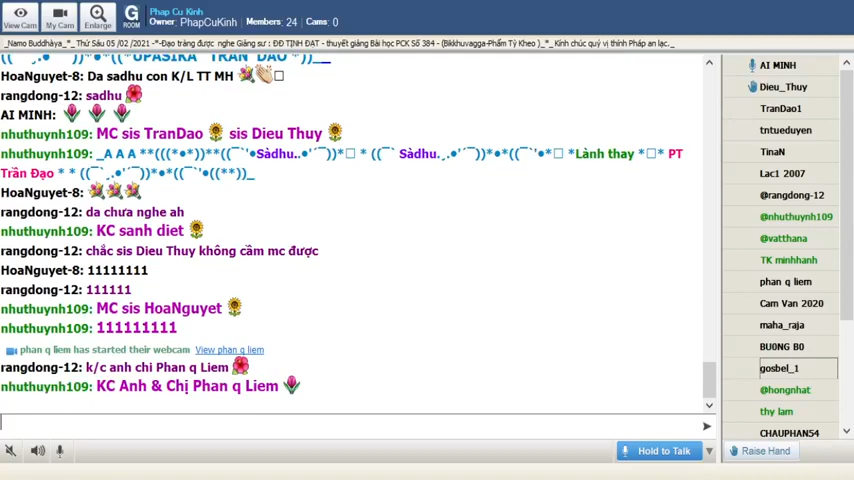 View Cam
My Cam
Enlarge
G
ROOM
Phap Cu Kinh
Owner: PhapCuKinh | Members: 24 | Cams: 0
_Namo Buddhàya_*_ Thứ Sáu 05 /02 /2021 -*-Đạo tràng được nghe Giảng sư : ĐĐ TỊNH ĐẠT - thuyết giảng Bài học PCK Số 384 - (Bikkhuvagga-Phẩm Tỳ Kheo )_*_ Kính chúc quý vị thính Pháp an lạc._
HoaNguyet-8: Da sadhu con K/L TT MH
rangdong-12: sadhu
AI MINH:
nhuthuynh109: MC sis TranDao sis Dieu Thuy
nhuthuynh109: _A A A **(((*●*))**((¯`'●Sàdhu..●'´¯))*□ * ((¯`Sàdhu.¸.●'´¯))*●*((¯`'●*□ *Lành thay *□* PT
Trần Đạo * * ((¯`¸.●'´¯))*●*((¯`'●((**))_
HoaNguyet-8:
rangdong-12: da chưa nghe ah
nhuthuynh109: KC sanh diet
rangdong-12: chắc sis Dieu Thuy không cầm mc được
HoaNguyet-8: 11111111
rangdong-12: 111111
nhuthuynh109: MC sis HoaNguyet
nhuthuynh109: 111111111
phan q liem has started their webcam View phan q liem
rangdong-12: k/c anh chi Phan q Liem
nhuthuynh109: KC Anh & Chị Phan q Liem
Hold to Talk
AI MINH
Dieu_Thuy
TranDao1
tntueduyen
TinaN
Lac1 2007
@rangdong-12
@nhuthuynh109
@vatthana
TK minhhanh
phan q liem
Cam Van 2020
maha_raja
BU0NG B0
gosbel_1
@hongnhat
thy lam
CHAUPHAN54
Raise Hand